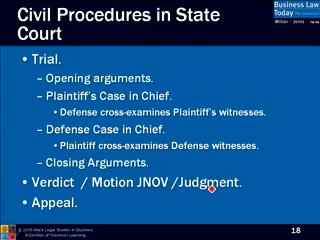 Civil Procedures in State
Court
Business Law
Today
• Trial.
– Opening arguments.
– Plaintiff's Case in Chief.
• Defense cross-examines Plaintiff's witnesses.
– Defense Case in Chief.
• Plaintiff cross-examines Defense witnesses.
– Closing Arguments.
• Verdict / Motion JNOV /Judgment.
• Appeal.
© 2005 West Legal Studies in Business
A Division of Thomson Learning
18